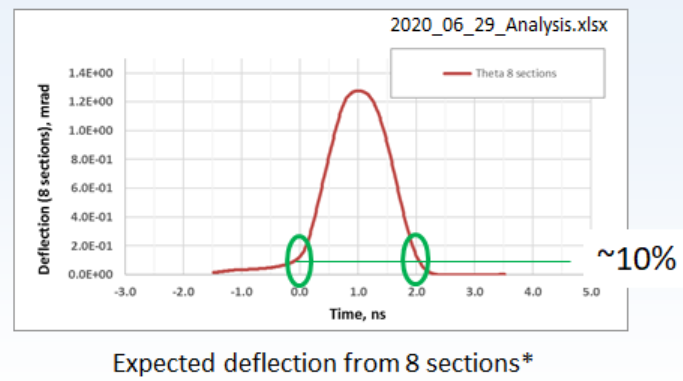 2020_06_29_Analysis.xlsx
Theta 8 sections
Deflection (8 sections), mrad
1.4E+00
1.2E+00
1.0E+00
8.0E-01
6.0E-01
4.0E-01
2.0E-01
0.0E+00
~10%
-3.0 -2.0 -1.0 0.0 1.0 2.0 3.0 4.0 5.0
Time, ns
Expected deflection from 8 sections*